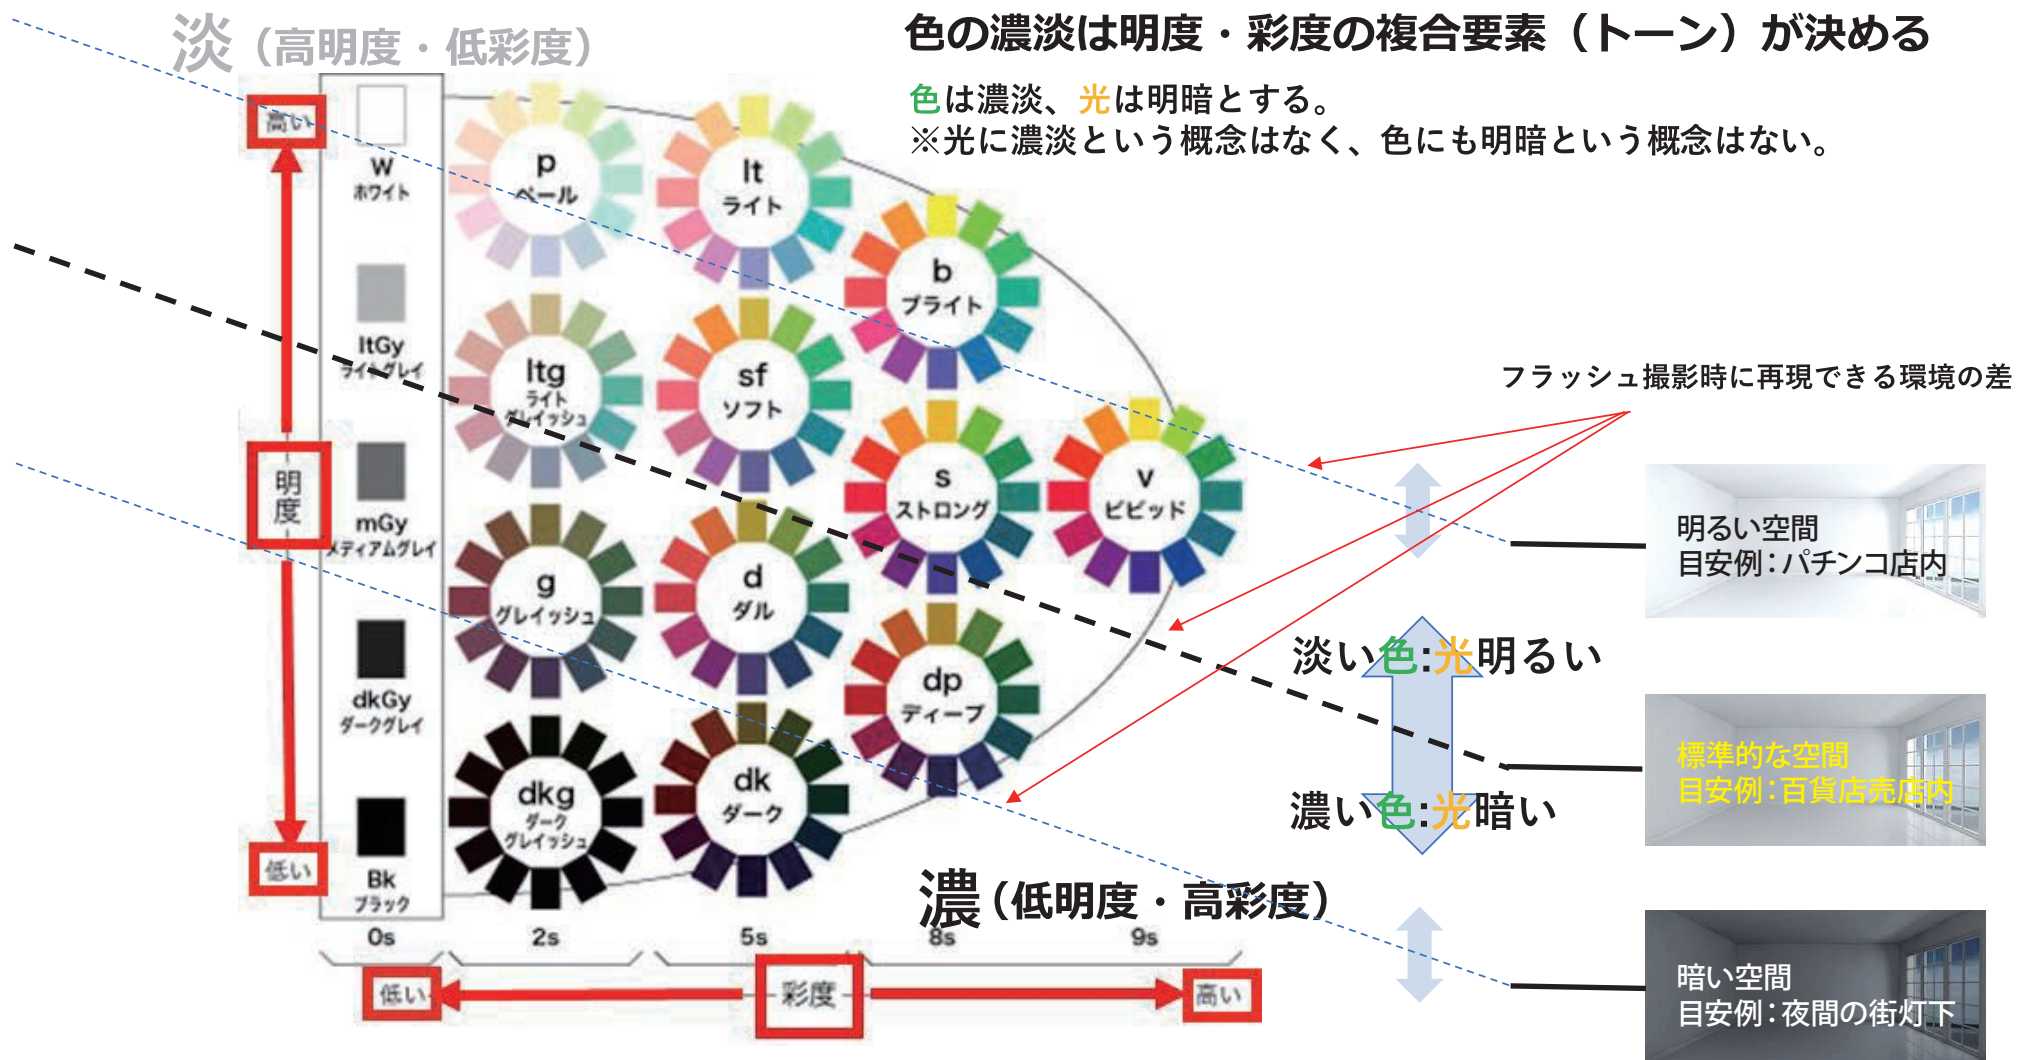 淡（高明度・低彩度）
色の濃淡は明度・彩度の複合要素（トーン）が決める
色は濃淡、光は明暗とする。
※光に濃淡という概念はなく、色にも明暗という概念はない。
高い
明度
低い
W
ホワイト
ltGy
ライトグレイ
mGy
メディアムグレイ
dkGy
ダークグレイ
Bk
ブラック
p
ペール
lt
ライト
b
ブライト
ltg
ライト
グレイッシュ
sf
ソフト
s
ストロング
v
ビビッド
g
グレイッシュ
d
ダル
dp
ディープ
dkg
ダーク
グレイッシュ
dk
ダーク
フラッシュ撮影時に再現できる環境の差
明るい空間
目安例：パチンコ店内
淡い色:光明るい
標準的な空間
目安例：百貨店売店内
濃い色:光暗い
濃（低明度・高彩度）
暗い空間
目安例：夜間の街灯下
0s
2s
5s
8s
9s
低い
彩度
高い